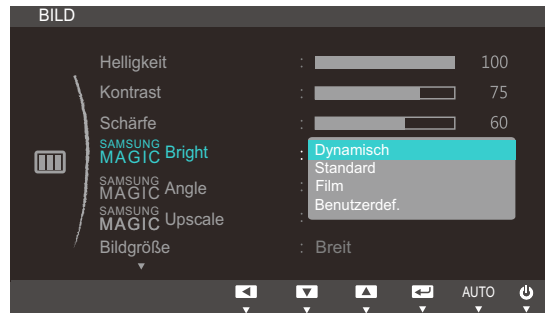 BILD
Helligkeit : 100
Kontrast : 75
Schärfe : 60
SAMSUNG MAGIC Bright : Dynamisch
Standard
SAMSUNG MAGIC Angle : Film
Benutzerdef.
SAMSUNG MAGIC Upscale :
Bildgröße : Breit
AUTO